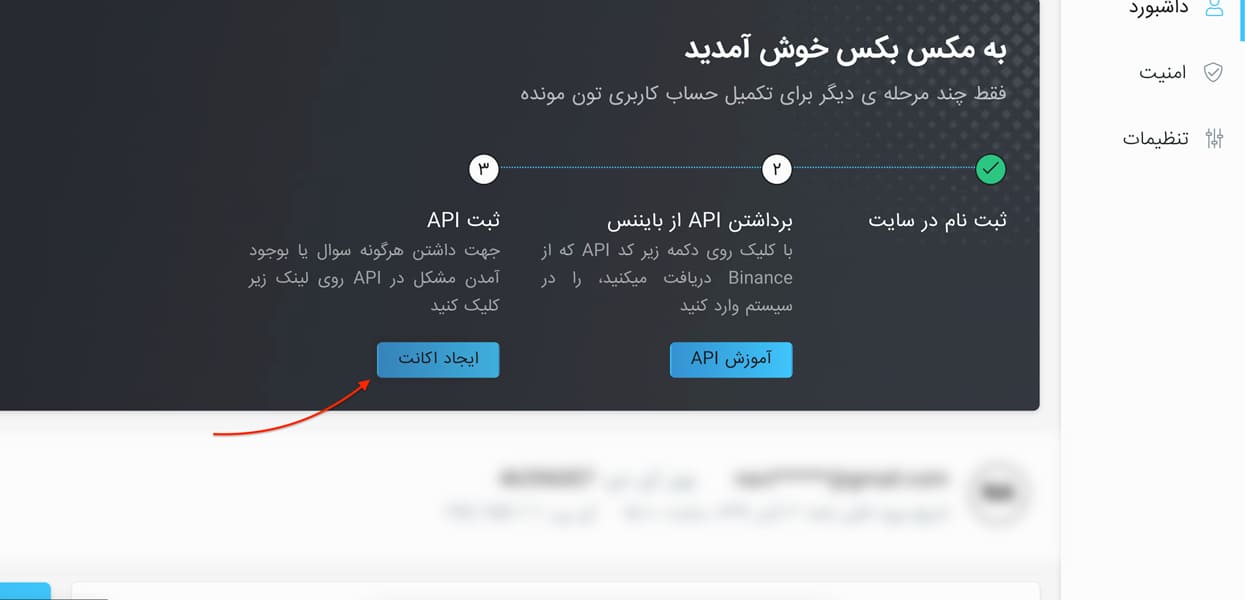 داشبورد
امنیت
تنظیمات
به مکس بکس خوش آمدید
فقط چند مرحله ی دیگر برای تکمیل حساب کاربری تون مونده
ثبت نام در سایت
۲
برداشتن API از بایننس
با کلیک روی دکمه زیر کد API که از
Binance دریافت میکنید، را در
سیستم وارد کنید
آموزش API
۳
ثبت API
جهت داشتن هرگونه سوال یا بوجود
آمدن مشکل در API روی لینک زیر
کلیک کنید
ایجاد اکانت